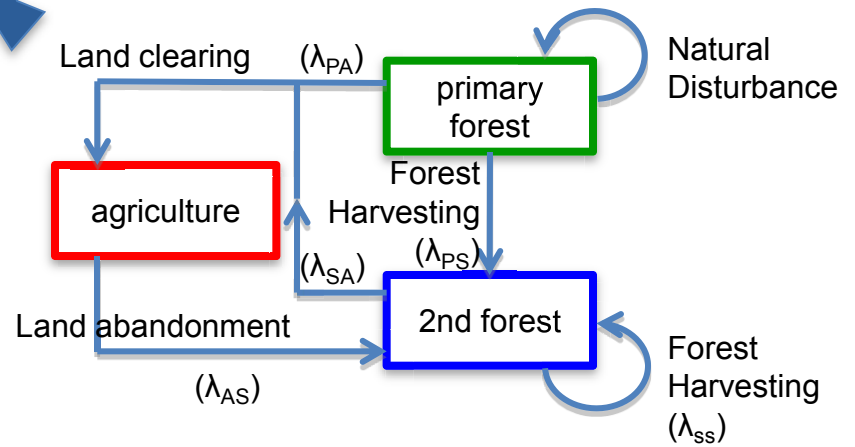 Land clearing
(λPA)
primary
forest
Natural
Disturbance
agriculture
Forest
Harvesting
(λPS)
(λSA)
2nd forest
Land abandonment
(λAS)
Forest
Harvesting
(λss)